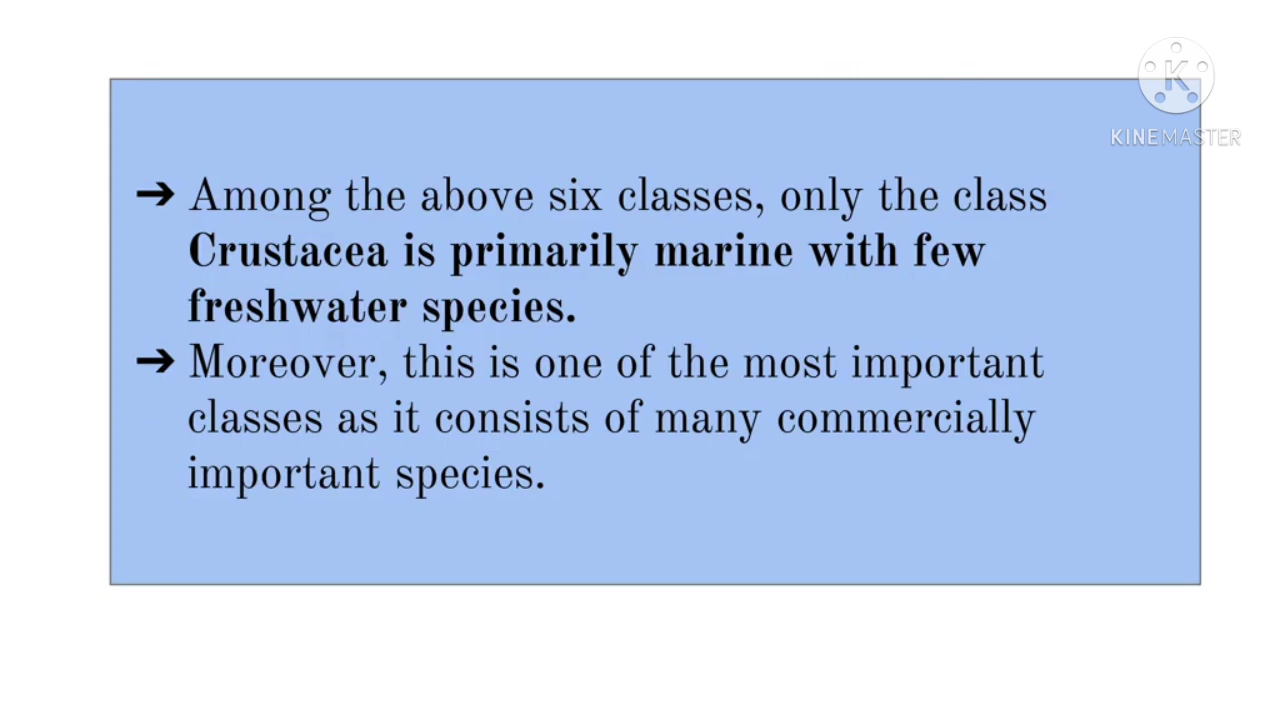 K
KINEMASTER
➔ Among the above six classes, only the class
Crustacea is primarily marine with few
freshwater species.
➔ Moreover, this is one of the most important
classes as it consists of many commercially
important species.